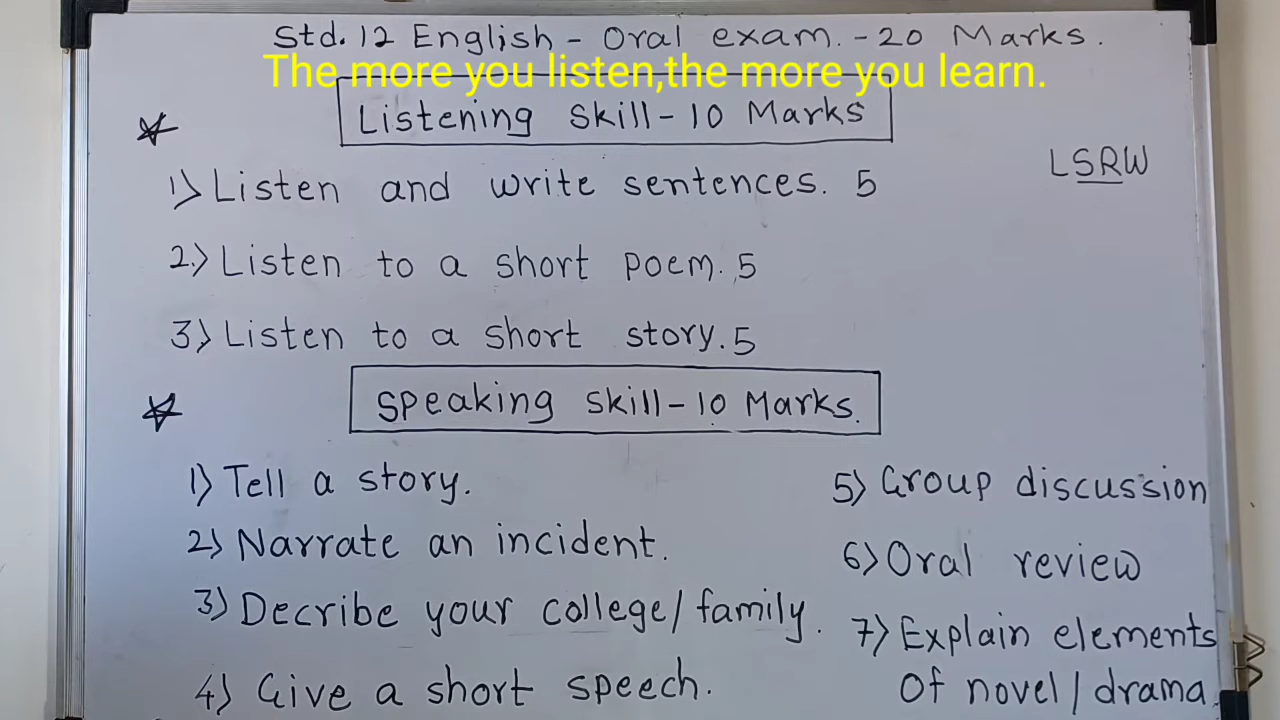 Std. 12 English - Oral exam. - 20 Marks.
The more you listen,the more you learn.
Listening Skill - 10 Marks
LSRW
1) Listen and write sentences. 5
2.) Listen to a short poem. 5
3) Listen to a short story. 5
Speaking Skill - 10 Marks.
1) Tell a story.
2) Narrate an incident.
3) Decribe your college/family.
4) Give a short speech.
5) Group discussion
6) Oral review
7) Explain elements
Of novel/drama